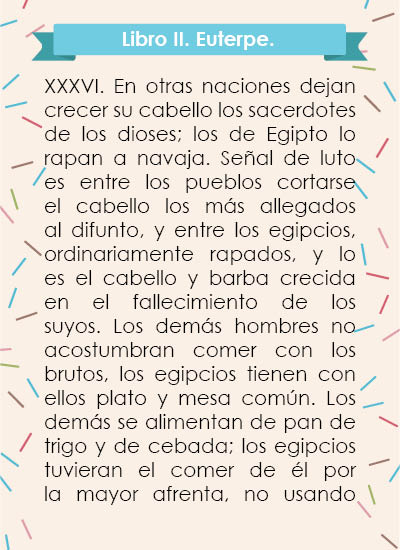 Libro II. Euterpe.
XXXVI. En otras naciones dejan
crecer su cabello los sacerdotes
de los dioses; los de Egipto lo
rapan a navaja. Señal de luto
es entre los pueblos cortarse
el cabello los más allegados
al difunto, y entre los egipcios,
ordinariamente rapados, y lo
es el cabello y barba crecida
en el fallecimiento de los
suyos. Los demás hombres no
acostumbran comer con los
brutos, los egipcios tienen con
ellos plato y mesa común. Los
demás se alimentan de pan de
trigo y de cebada; los egipcios
tuvieran el comer de él por
la mayor afrenta, no usando